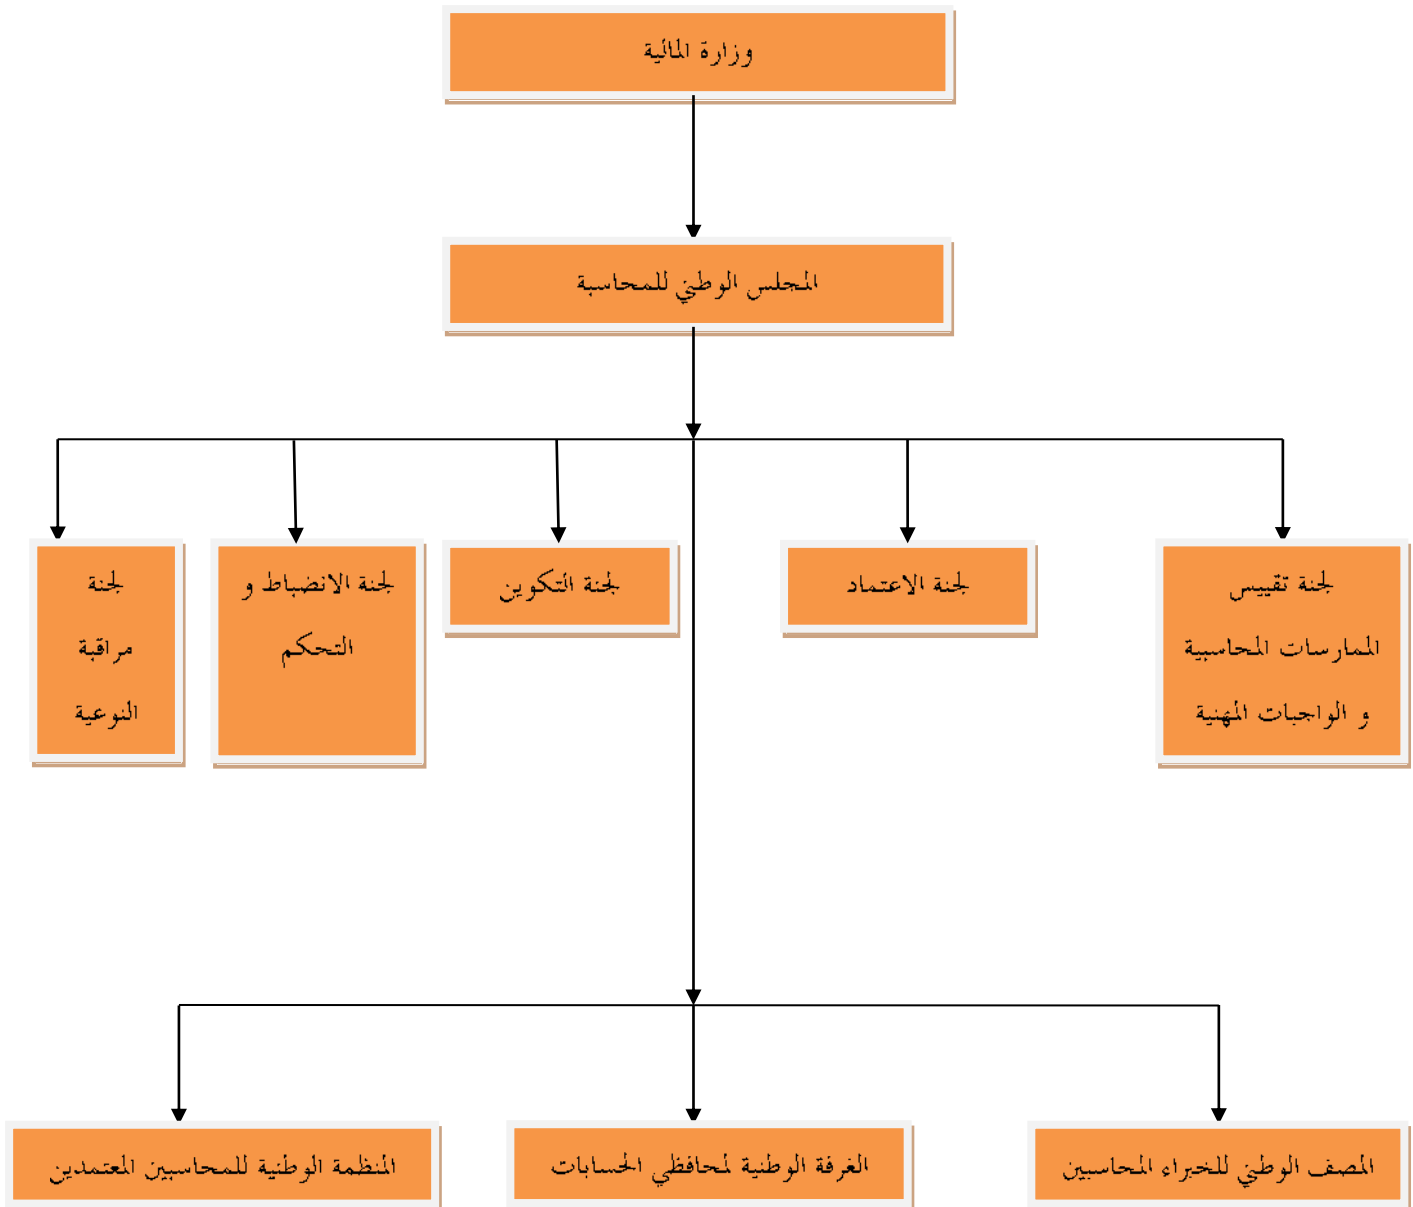 وزارة المالية
المجلس الوطني للمحاسبة
لجنة تقييس
الممارسات المحاسبية
و الواجبات المهنية
لجنة الاعتماد
لجنة التكوين
لجنة الانضباط و
التحكم
لجنة
مراقبة
النوعية
المصف الوطني للخبراء المحاسبين
الغرفة الوطنية لمحافظي الحسابات
المنظمة الوطنية للمحاسبين المعتمدين